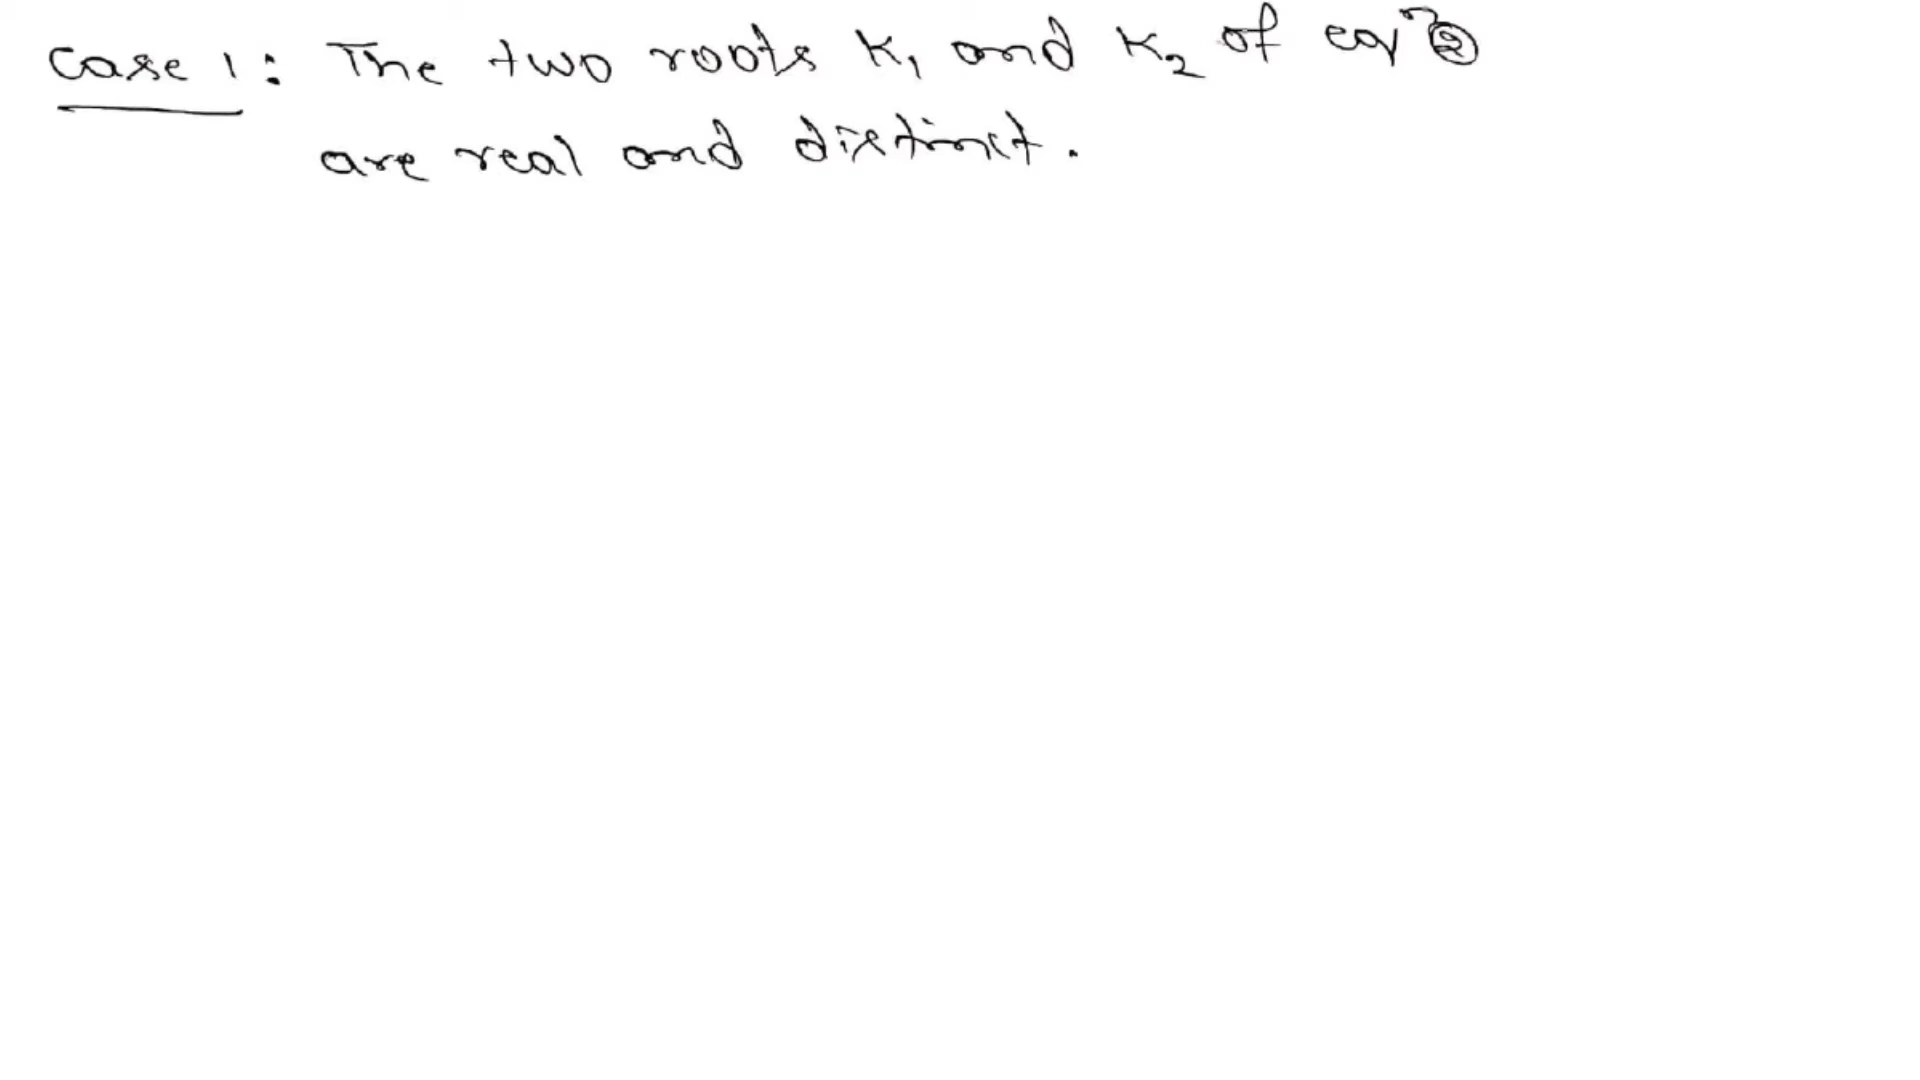 Case 1: The two roots K₁ and K₂ of eqⁿ ②
are real and distinct.